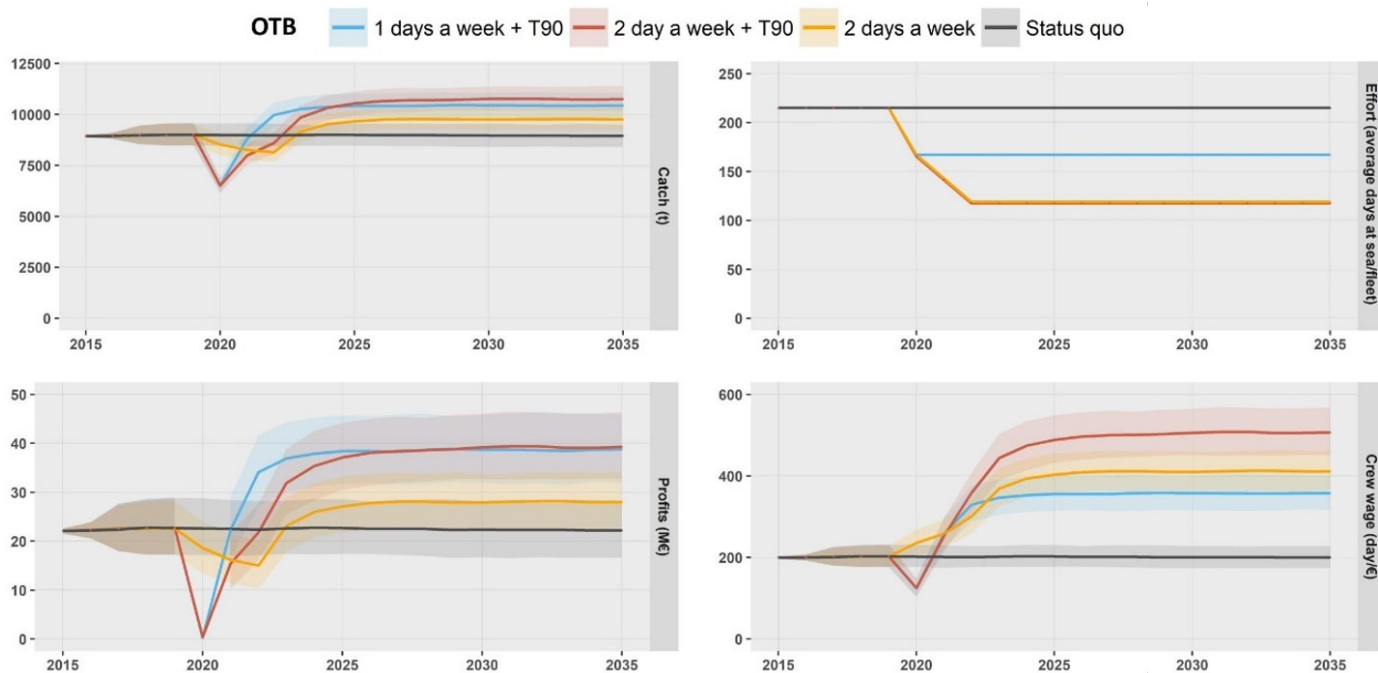 OTB 1 days a week + T90 2 day a week + T90 2 days a week Status quo
12500
10000
7500
5000
2500
0
2015 2020 2025 2030 2035
Catch (t)
250
200
150
100
50
0
2015 2020 2025 2030 2035
Effort (average days at sea/fleet)
50
40
30
20
10
0
2015 2020 2025 2030 2035
Profits (M€)
600
400
200
0
2015 2020 2025 2030 2035
Crew wage (day/€)